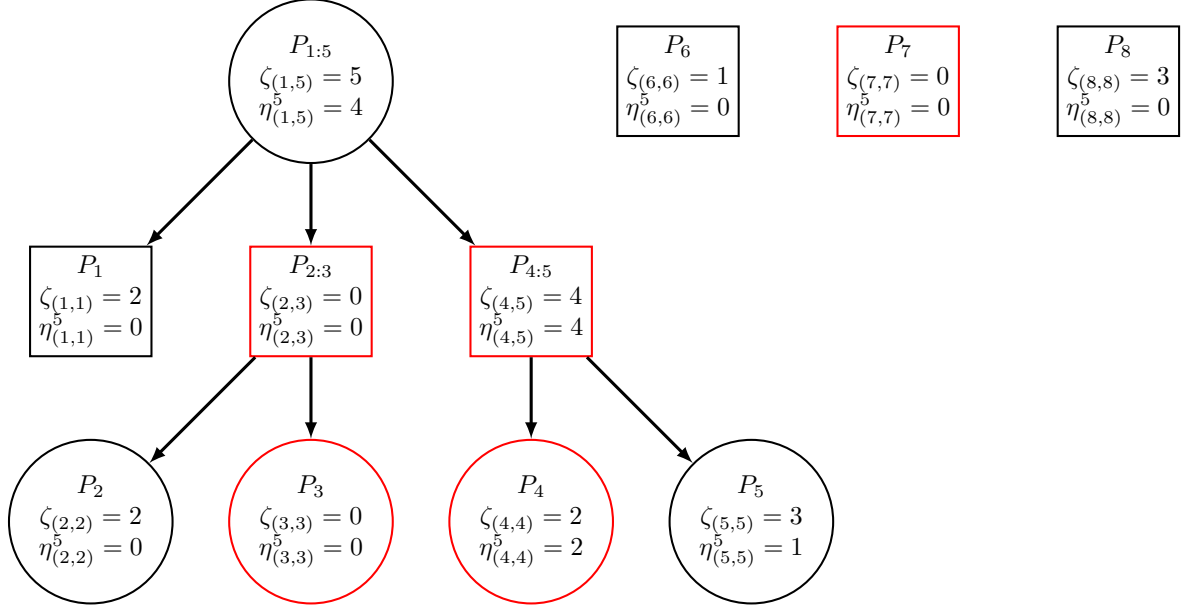 P_{1:5}
ζ_{(1,5)} = 5
η^5_{(1,5)} = 4
P_6
ζ_{(6,6)} = 1
η^5_{(6,6)} = 0
P_7
ζ_{(7,7)} = 0
η^5_{(7,7)} = 0
P_8
ζ_{(8,8)} = 3
η^5_{(8,8)} = 0
P_1
ζ_{(1,1)} = 2
η^5_{(1,1)} = 0
P_{2:3}
ζ_{(2,3)} = 0
η^5_{(2,3)} = 0
P_{4:5}
ζ_{(4,5)} = 4
η^5_{(4,5)} = 4
P_2
ζ_{(2,2)} = 2
η^5_{(2,2)} = 0
P_3
ζ_{(3,3)} = 0
η^5_{(3,3)} = 0
P_4
ζ_{(4,4)} = 2
η^5_{(4,4)} = 2
P_5
ζ_{(5,5)} = 3
η^5_{(5,5)} = 1